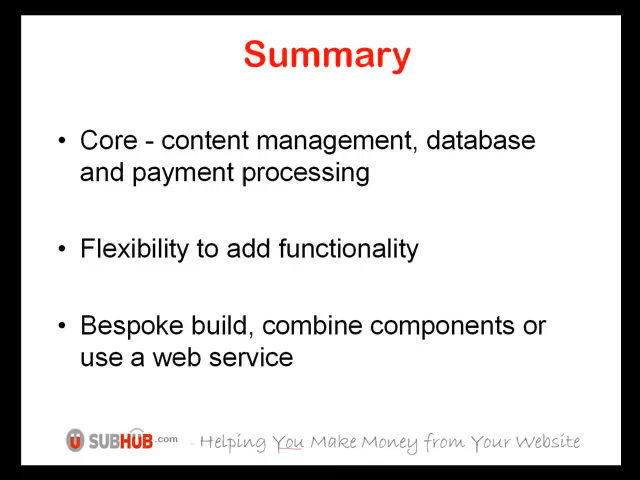 Summary
• Core - content management, database
and payment processing
• Flexibility to add functionality
• Bespoke build, combine components or
use a web service
SUBHUB.com - Helping You Make Money from Your Website